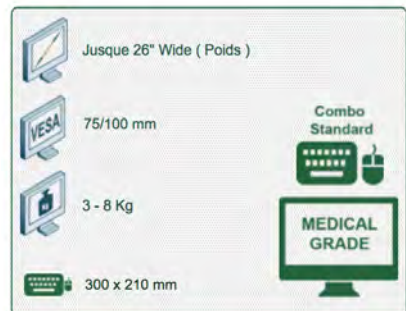 Jusque 26" Wide ( Poids )
VESA
75/100 mm
3 - 8 Kg
300 x 210 mm
Combo
Standard
MEDICAL
GRADE